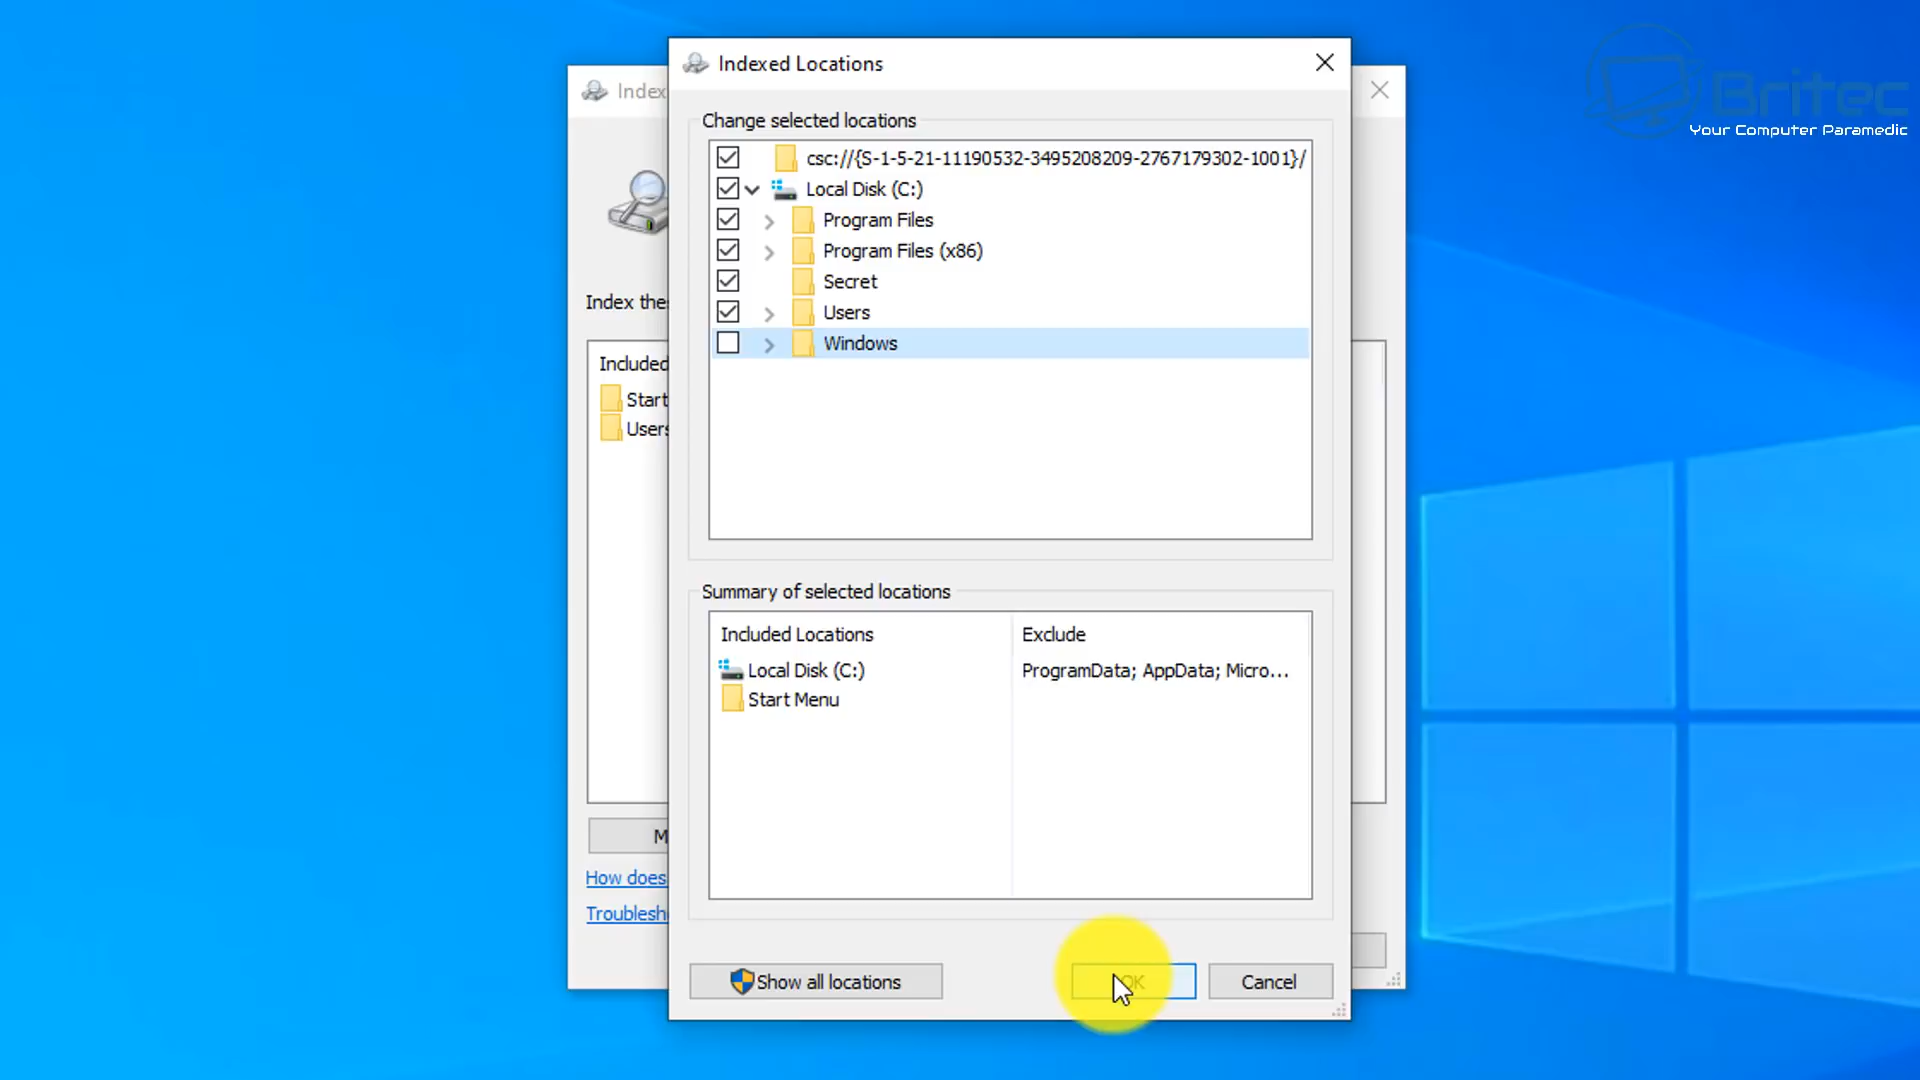 Indexed Locations
Index
Britec
Your Computer Paramedic
Change selected locations
csc://{S-1-5-21-11190532-3495208209-2767179302-1001}/
Local Disk (C:)
Program Files
Program Files (x86)
Secret
Users
Windows
Index the
Included
Start
Users
M
How does
Troublesh
Summary of selected locations
Included Locations Exclude
Local Disk (C:) ProgramData; AppData; Micro...
Start Menu
Show all locations OK Cancel